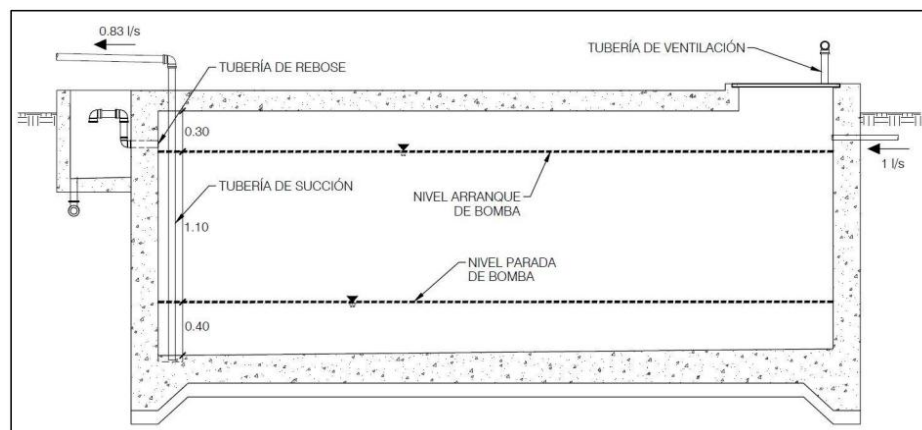 0.83 l/s
TUBERÍA DE VENTILACIÓN
TUBERÍA DE REBOSE
0.30
1 l/s
TUBERÍA DE SUCCIÓN
NIVEL ARRANQUE
DE BOMBA
1.10
NIVEL PARADA
DE BOMBA
0.40